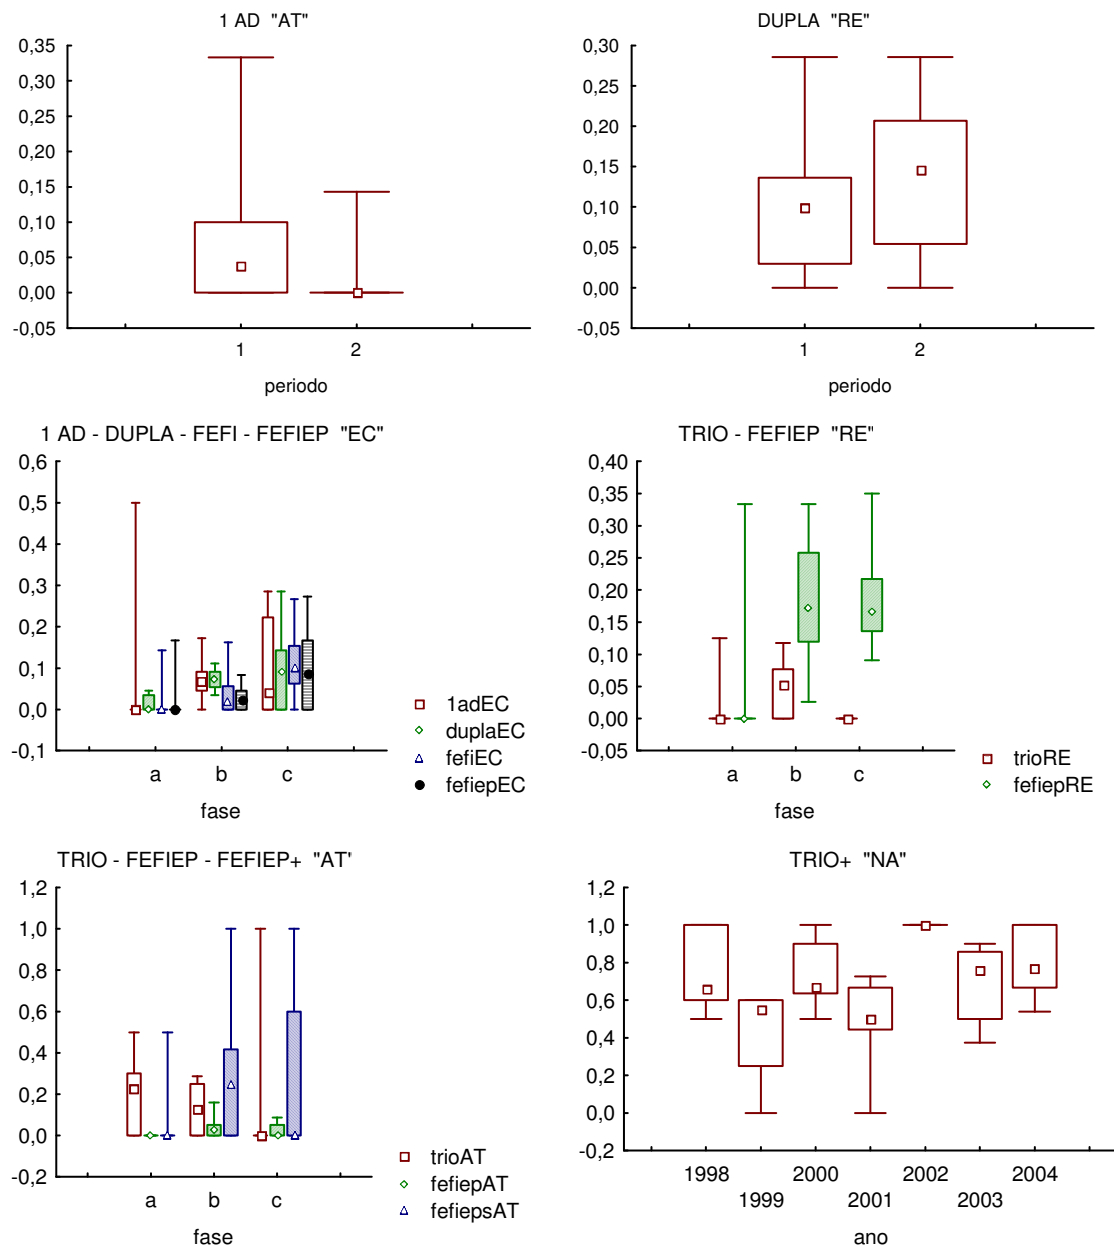 1 AD "AT"
0,35
0,30
0,25
0,20
0,15
0,10
0,05
0,00
-0,05
1 2
periodo
DUPLA "RE"
0,30
0,25
0,20
0,15
0,10
0,05
0,00
-0,05
1 2
periodo
1 AD - DUPLA - FEFI - FEFIEP "EC"
0,6
0,5
0,4
0,3
0,2
0,1
0,0
-0,1
a b c
fase
1adEC
duplaEC
fefiEC
fefiepEC
TRIO - FEFIEP "RE"
0,40
0,35
0,30
0,25
0,20
0,15
0,10
0,05
0,00
-0,05
a b c
fase
trioRE
fefiepRE
TRIO - FEFIEP - FEFIEP+ "AT'
1,2
1,0
0,8
0,6
0,4
0,2
0,0
-0,2
a b c
fase
trioAT
fefiepAT
fefiepsAT
TRIO+ "NA"
1,2
1,0
0,8
0,6
0,4
0,2
0,0
-0,2
1998 2000 2002 2004
1999 2001 2003
ano